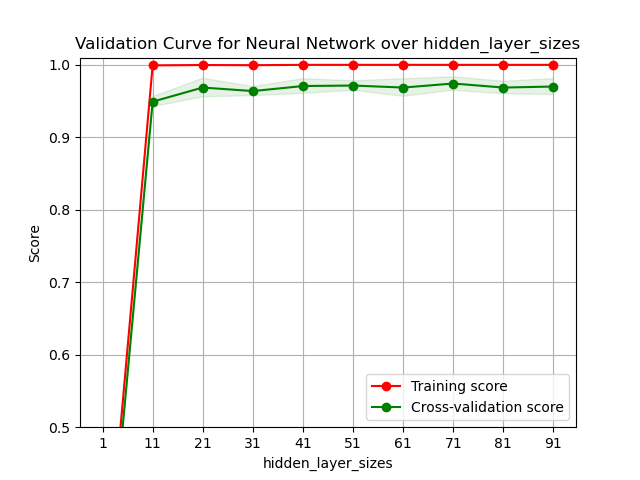 Validation Curve for Neural Network over hidden_layer_sizes
1.0
0.9
0.8
0.7
0.6
0.5
Score
1 11 21 31 41 51 61 71 81 91
hidden_layer_sizes
Training score
Cross-validation score